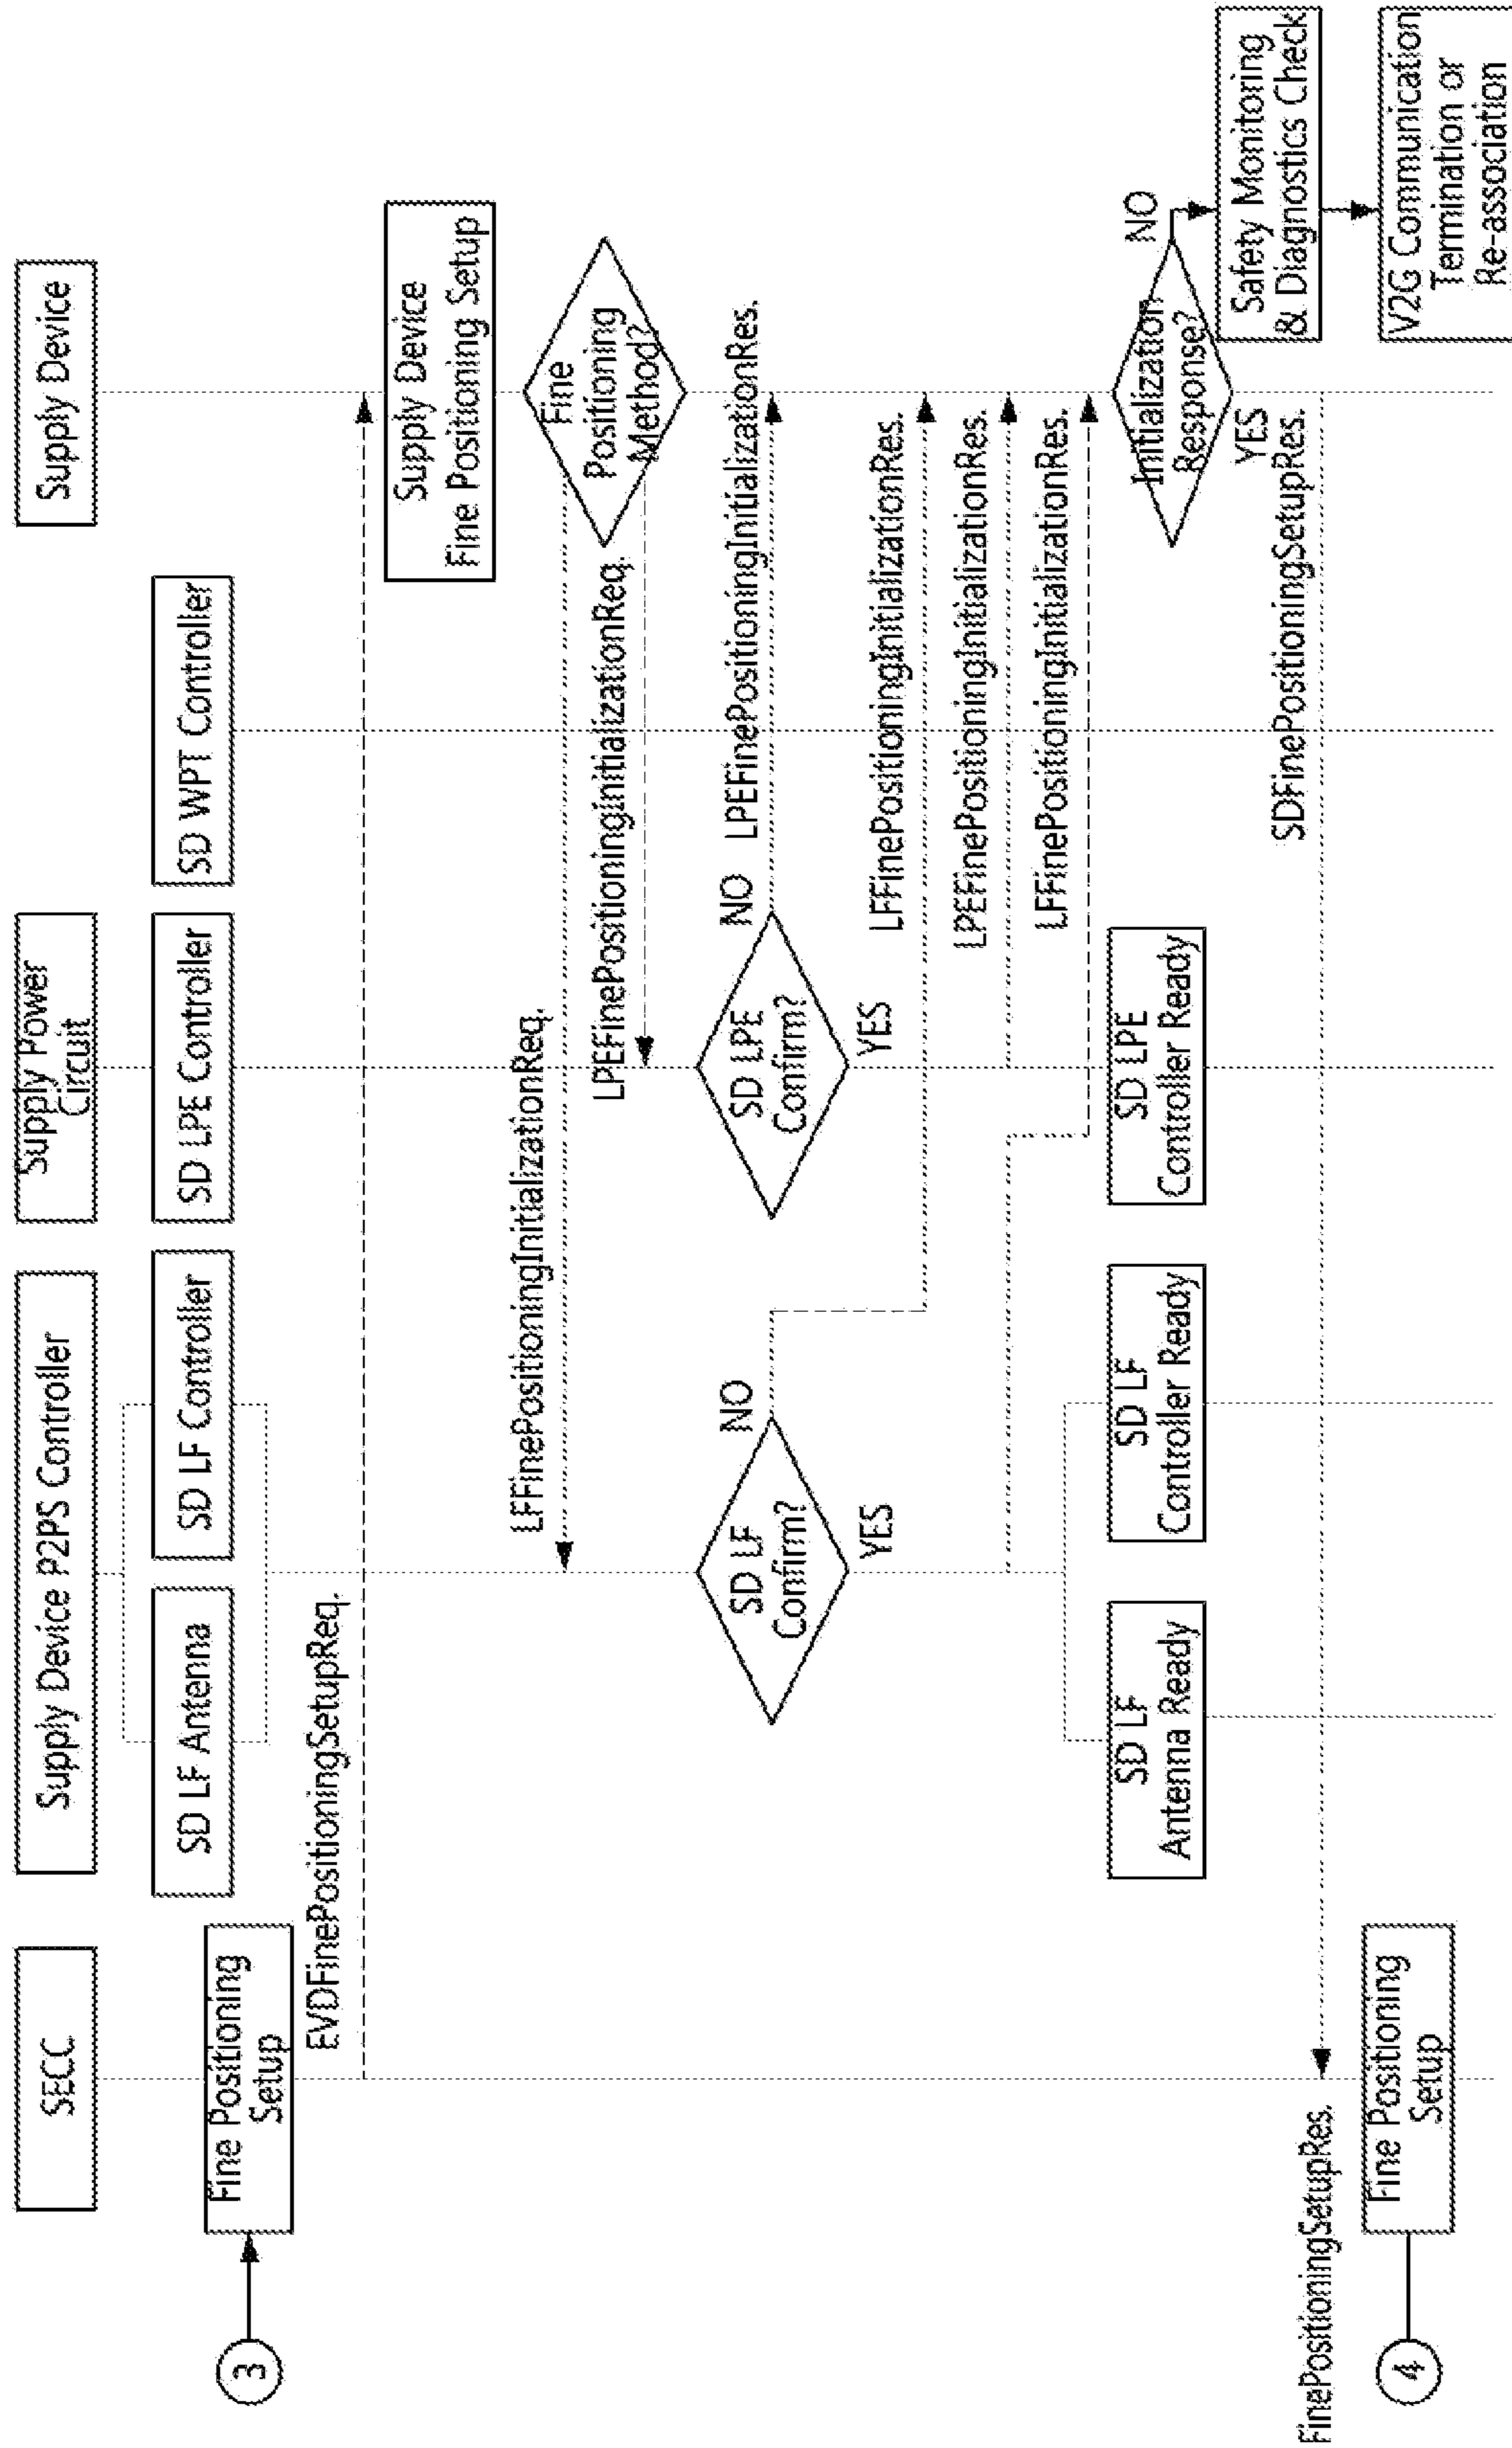 SECC
Supply Device P2PS Controller
Supply Power
Circuit
Supply Device
SD LF Antenna
SD LF Controller
SD LPE Controller
SD WPT Controller
3
Fine Positioning
Setup
EVDFinePositioningSetupReq.
Supply Device
Fine Positioning Setup
Fine
Positioning
Method?
LFFinePositioningInitializationReq.
LPEFinePositioningInitializationReq.
SD LF
Confirm?
NO
YES
SD LPE
Confirm?
NO
YES
LPEFinePositioningInitializationRes.
LFFinePositioningInitializationRes.
LPEFinePositioningInitializationRes.
LFFinePositioningInitializationRes.
SD LF
Antenna Ready
SD LF
Controller Ready
SD LPE
Controller Ready
Initialization
Response?
NO
YES
Safety Monitoring
& Diagnostics Check
SDFinePositioningSetupRes.
FinePositioningSetupRes.
4
Fine Positioning
Setup
V2G Communication
Termination or
Re-association